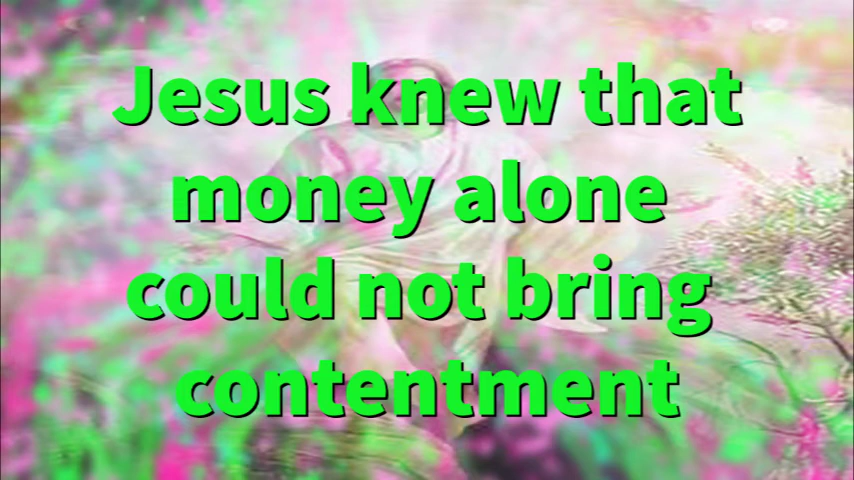 Jesus knew that
money alone
could not bring
contentment